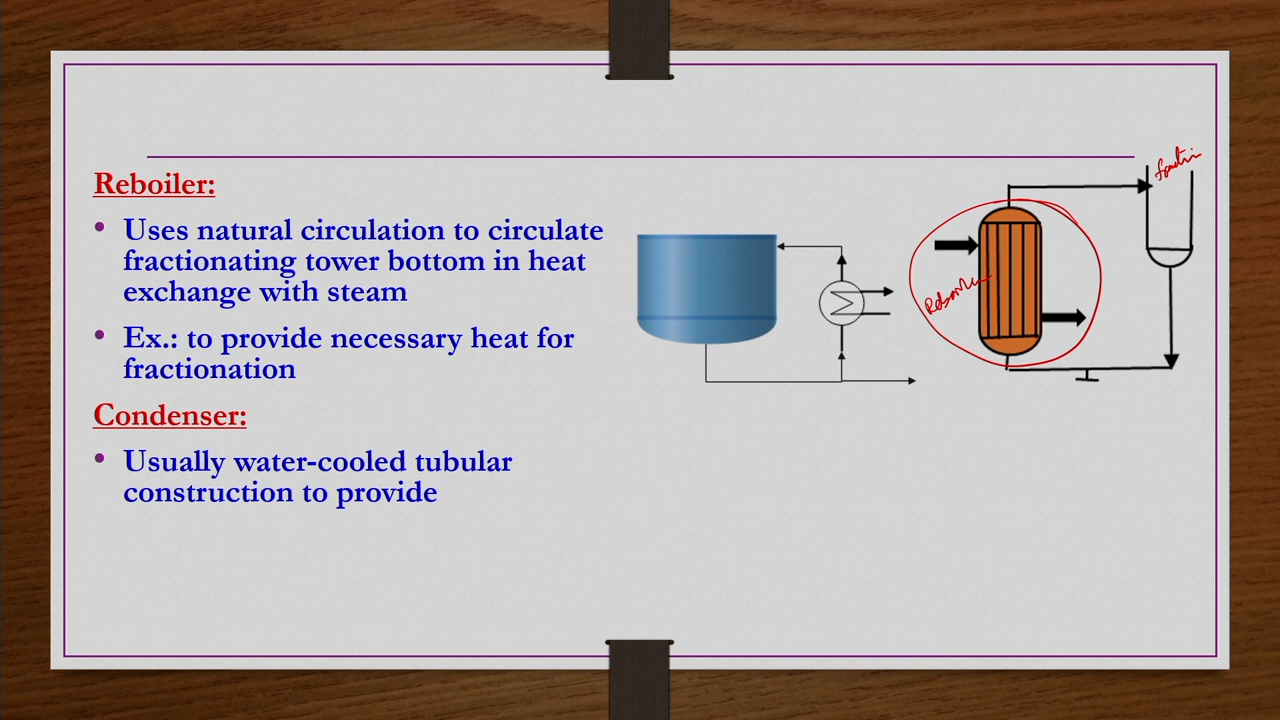 Reboiler:
• Uses natural circulation to circulate
fractionating tower bottom in heat
exchange with steam
• Ex.: to provide necessary heat for
fractionation
Condenser:
• Usually water-cooled tubular
construction to provide
Reboiler